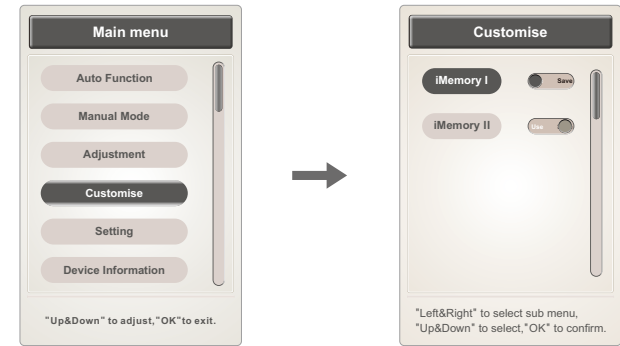 Main menu
Auto Function
Manual Mode
Adjustment
Customise
Setting
Device Information
"Up&Down" to adjust,"OK"to exit.
Customise
iMemory I
Save
iMemory II
Use
"Left&Right" to select sub menu,
"Up&Down" to select,"OK" to confirm.